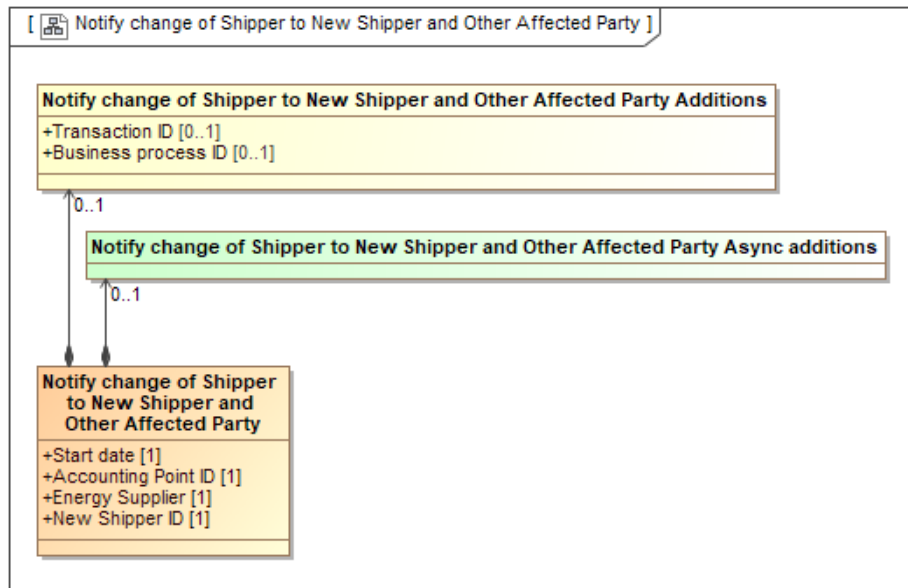 [ Notify change of Shipper to New Shipper and Other Affected Party ]
Notify change of Shipper to New Shipper and Other Affected Party Additions
+Transaction ID [0..1]
+Business process ID [0..1]
0..1
Notify change of Shipper to New Shipper and Other Affected Party Async additions
0..1
Notify change of Shipper
to New Shipper and
Other Affected Party
+Start date [1]
+Accounting Point ID [1]
+Energy Supplier [1]
+New Shipper ID [1]